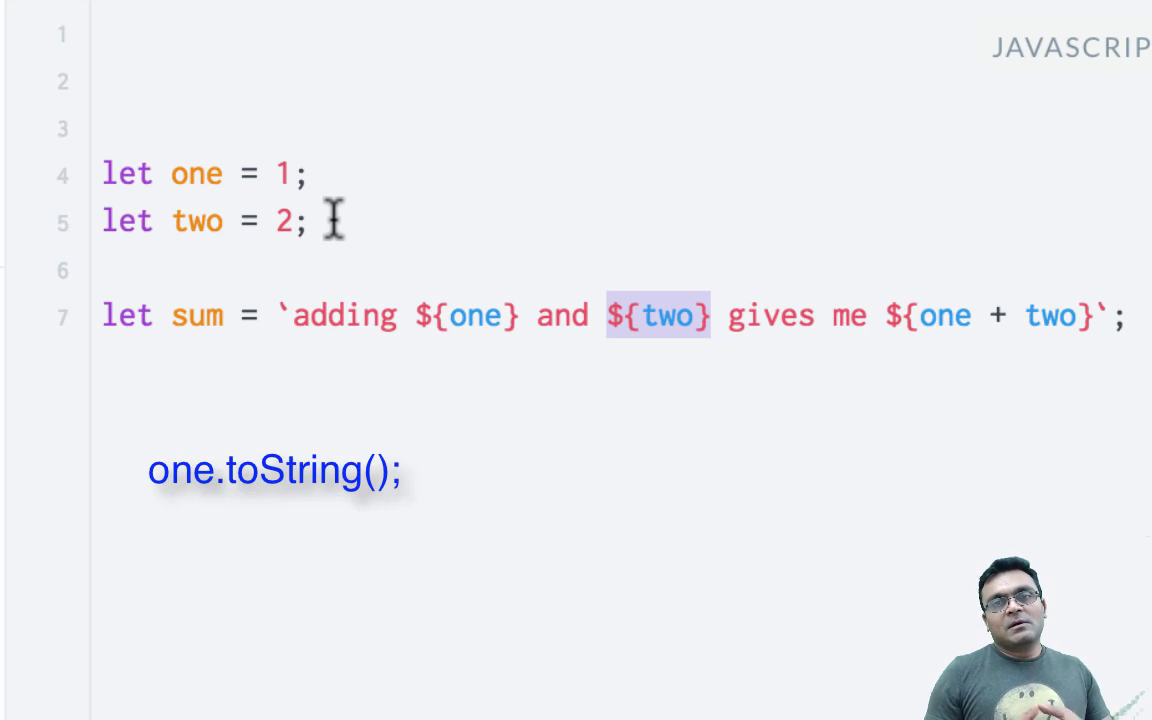 1
JAVASCRIP
2
3
4 let one = 1;
5 let two = 2;
6
7 let sum = `adding ${one} and ${two} gives me ${one + two}`;
one.toString();